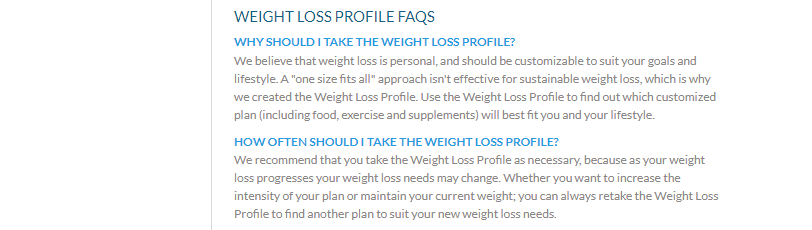 WEIGHT LOSS PROFILE FAQS
WHY SHOULD I TAKE THE WEIGHT LOSS PROFILE?
We believe that weight loss is personal, and should be customizable to suit your goals and
lifestyle. A "one size fits all" approach isn't effective for sustainable weight loss, which is why
we created the Weight Loss Profile. Use the Weight Loss Profile to find out which customized
plan (including food, exercise and supplements) will best fit you and your lifestyle.
HOW OFTEN SHOULD I TAKE THE WEIGHT LOSS PROFILE?
We recommend that you take the Weight Loss Profile as necessary, because as your weight
loss progresses your weight loss needs may change. Whether you want to increase the
intensity of your plan or maintain your current weight; you can always retake the Weight Loss
Profile to find another plan to suit your new weight loss needs.